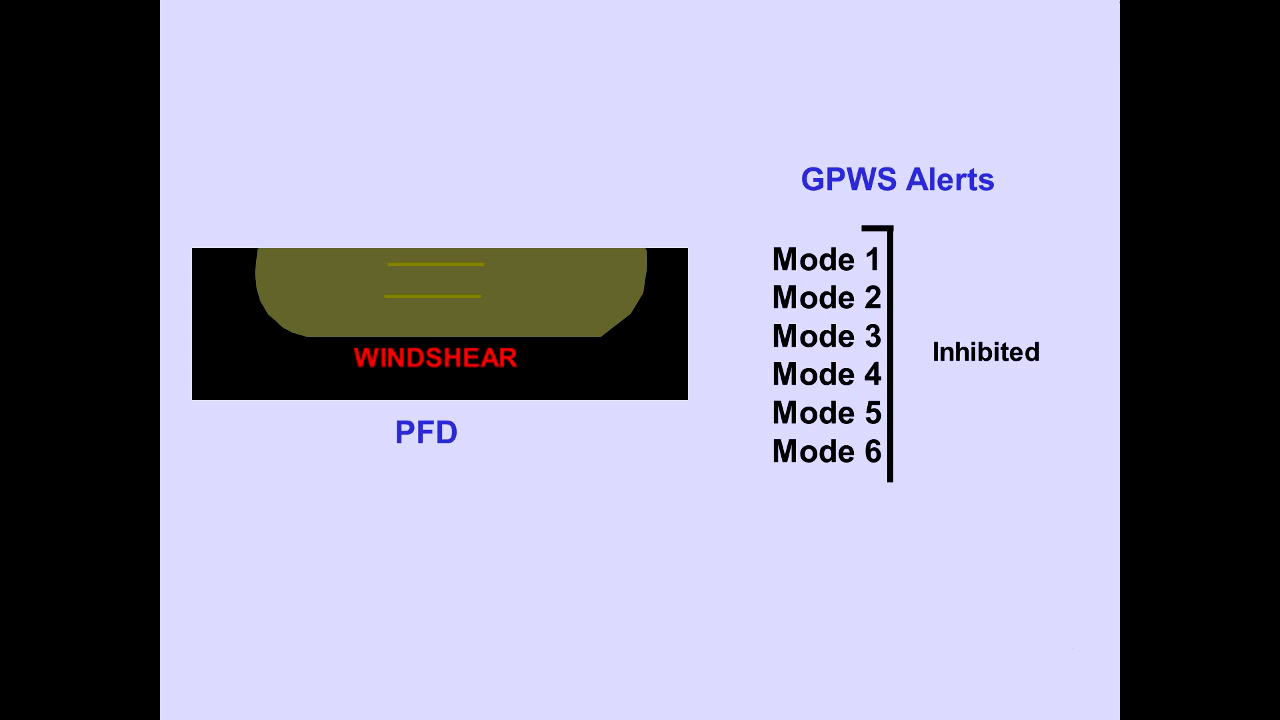 GPWS Alerts
Mode 1
Mode 2
Mode 3
Mode 4
Mode 5
Mode 6
Inhibited
WINDSHEAR
PFD